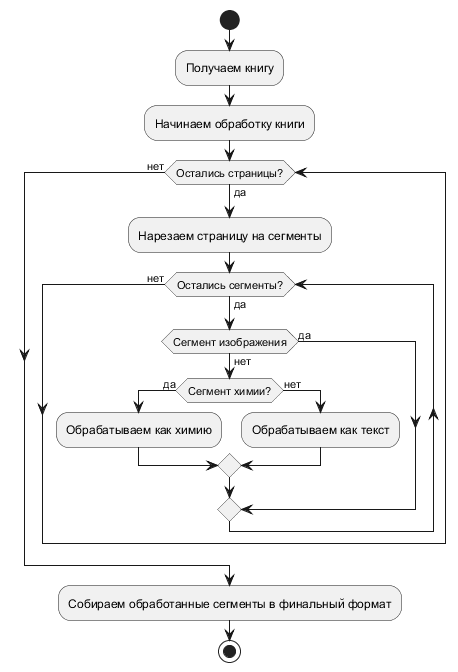 Получаем книгу
Начинаем обработку книги
нет
Остались страницы?
да
Нарезаем страницу на сегменты
нет
Остались сегменты?
да
Сегмент изображения
да
нет
да
Сегмент химии?
нет
Обрабатываем как химию
Обрабатываем как текст
Собираем обработанные сегменты в финальный формат